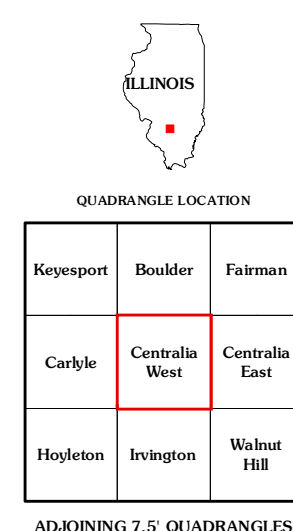 ILLINOIS
QUADRANGLE LOCATION
Keyesport Boulder Fairman
Carlyle Centralia West Centralia East
Hoyleton Irvington Walnut Hill
ADJOINING 7.5' QUADRANGLES